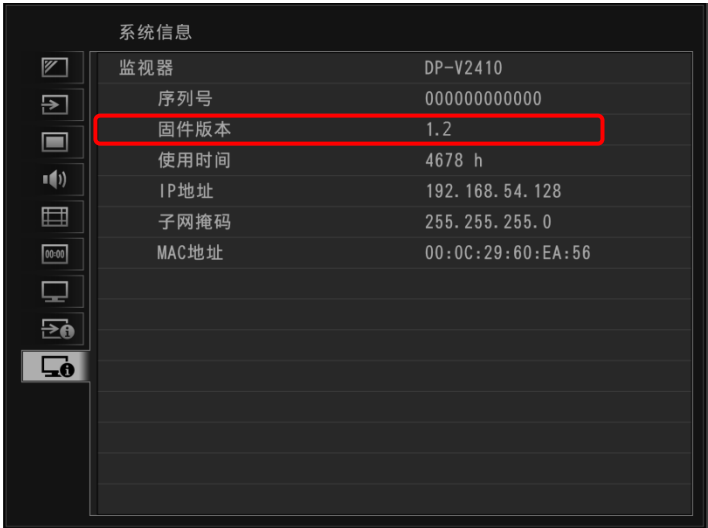 系统信息
监视器 DP-V2410
序列号 000000000000
固件版本 1.2
使用时间 4678 h
IP地址 192.168.54.128
子网掩码 255.255.255.0
00:00 MAC地址 00:0C:29:60:EA:56